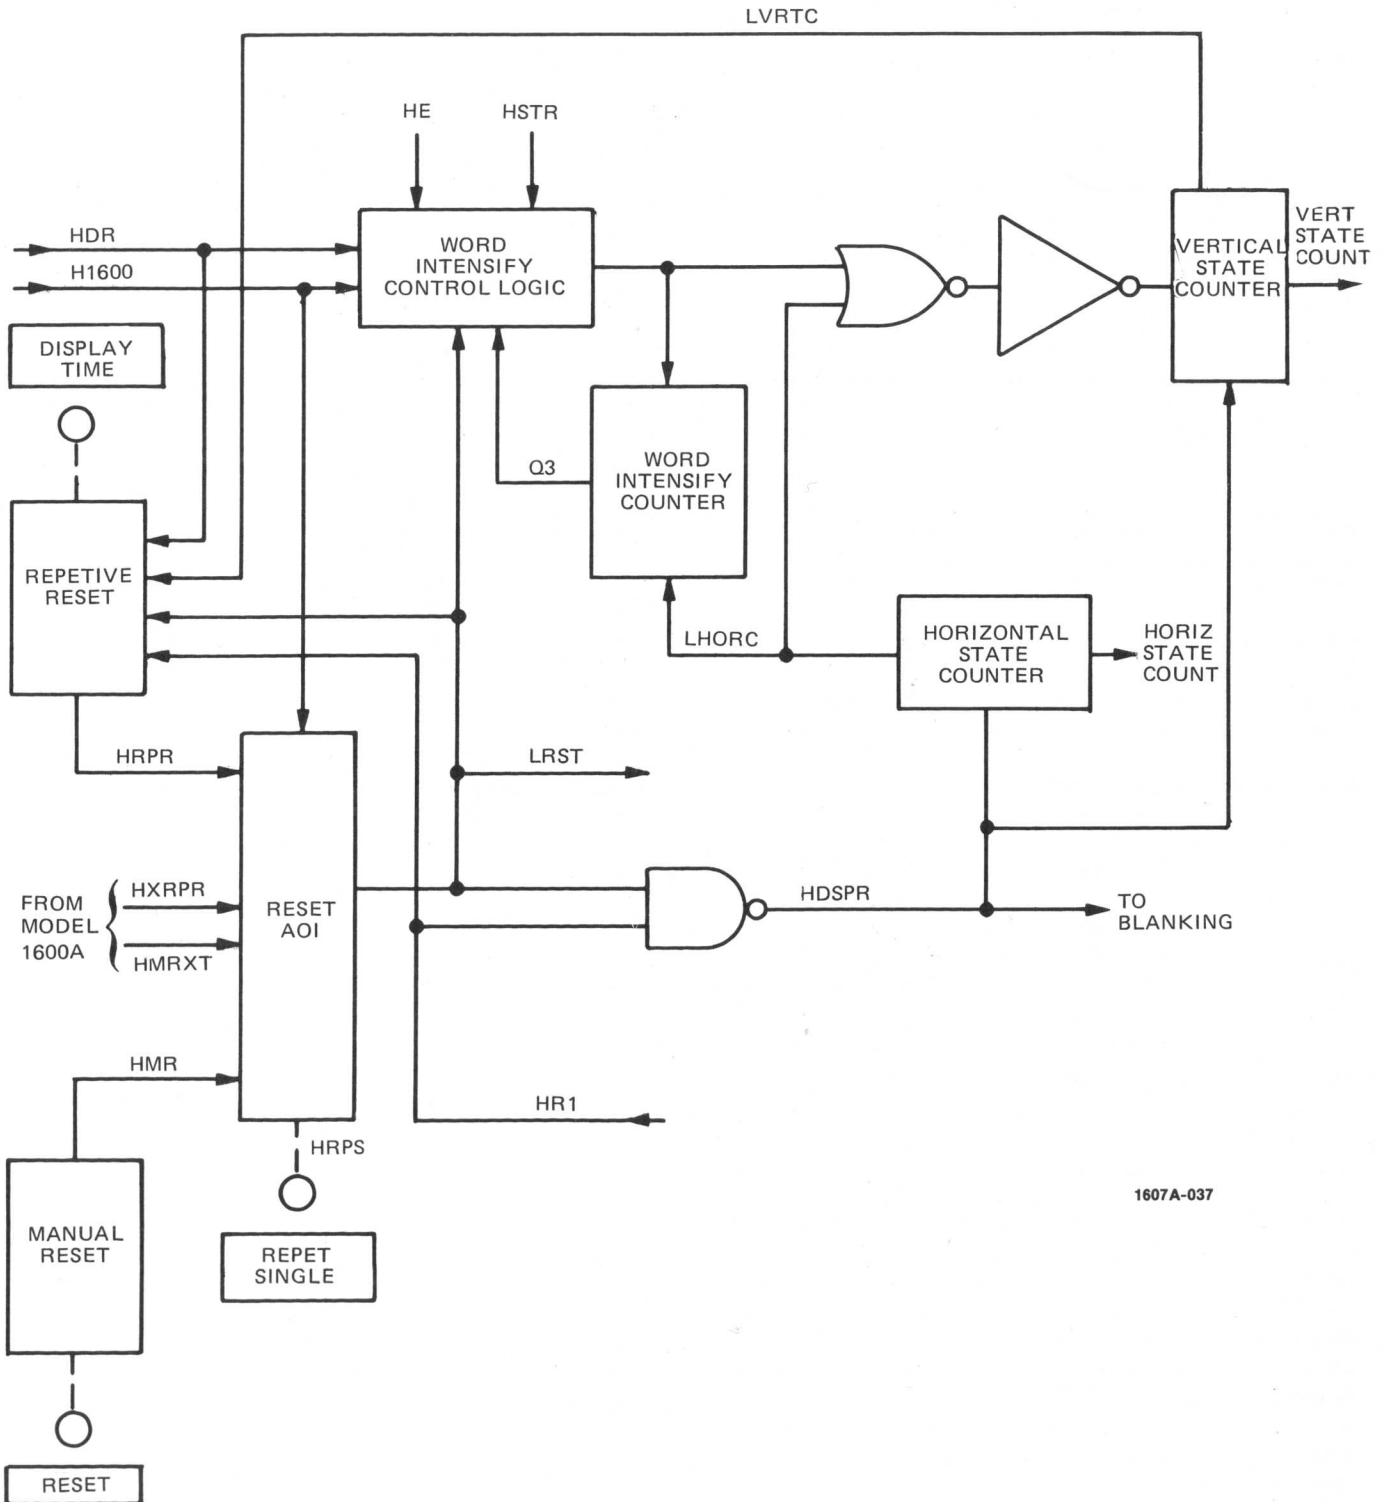 LVRTC
HE
HSTR
HDR
H1600
WORD
INTENSIFY
CONTROL LOGIC
VERTICAL
STATE
COUNTER
VERT
STATE
COUNT
DISPLAY
TIME
Q3
WORD
INTENSIFY
COUNTER
REPETIVE
RESET
LHORC
HORIZONTAL
STATE
COUNTER
HORIZ
STATE
COUNT
HRPR
LRST
FROM
MODEL
1600A
HXRPR
HMRXT
RESET
AOI
HDSPR
TO
BLANKING
HMR
HR1
HRPS
MANUAL
RESET
REPET
SINGLE
1607A-037
RESET